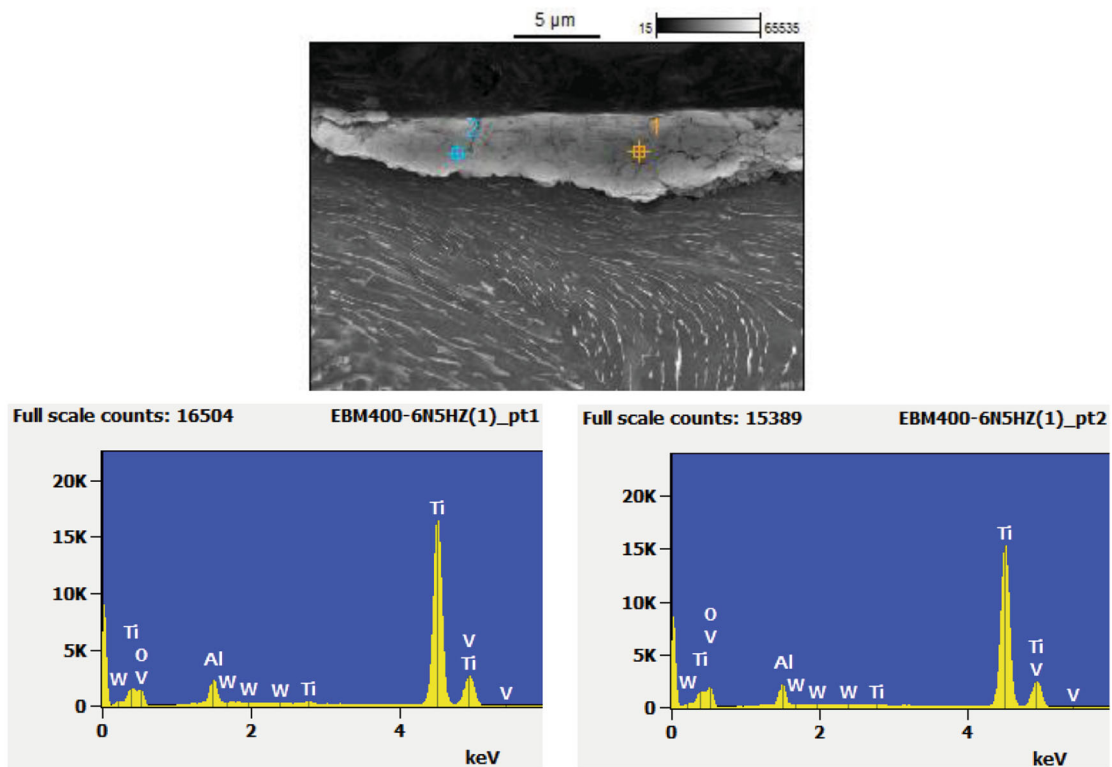 5 µm
15 65535
2 1
Full scale counts: 16504 EBM400-6N5HZ(1)_pt1
20K
15K
10K
5K
0
Ti
V
Ti
Ti
O
V
W
Al
W
W
W
Ti
V
0 2 4
keV
Full scale counts: 15389 EBM400-6N5HZ(1)_pt2
20K
15K
10K
5K
0
Ti
O
V
Ti
W
Al
W
W
W
Ti
Ti
V
V
0 2 4
keV